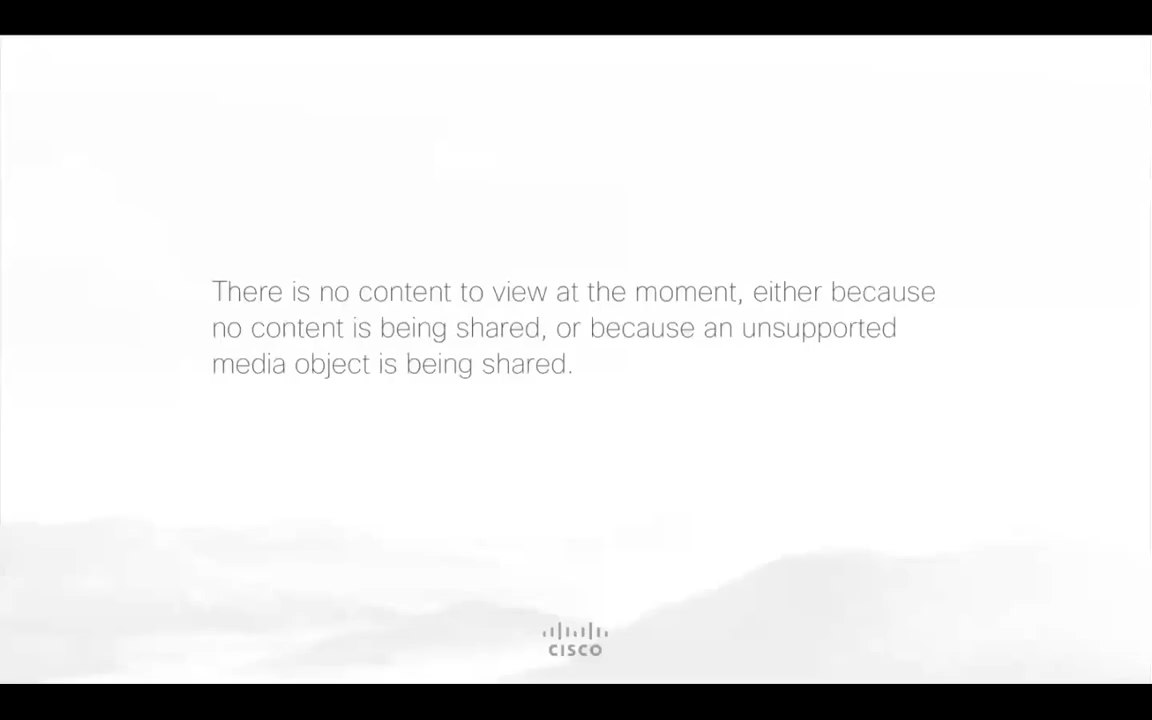 There is no content to view at the moment, either because
no content is being shared, or because an unsupported
media object is being shared.
CISCO